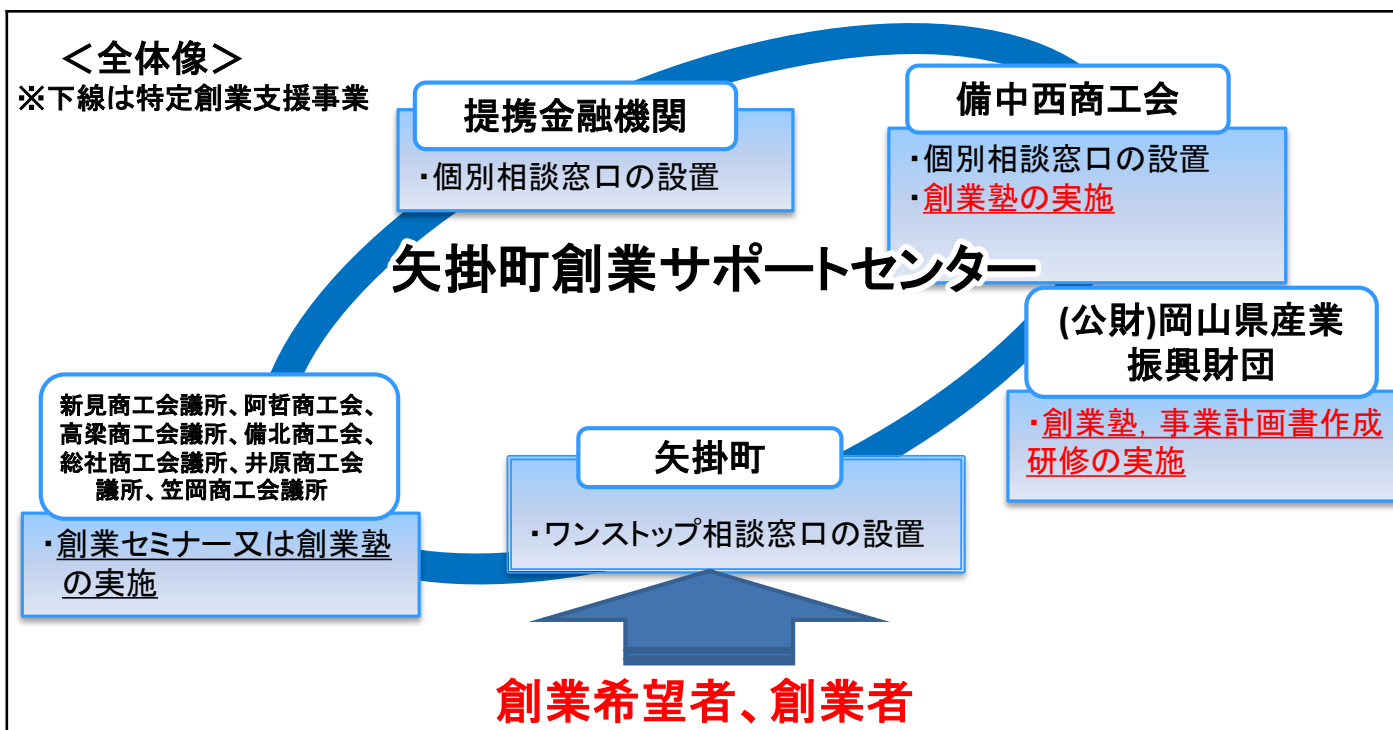 ＜全体像＞
※下線は特定創業支援事業
提携金融機関
・個別相談窓口の設置
備中西商工会
・個別相談窓口の設置
・創業塾の実施
矢掛町創業サポートセンター
(公財)岡山県産業
振興財団
・創業塾，事業計画書作成
研修の実施
新見商工会議所、阿哲商工会、
高梁商工会議所、備北商工会、
総社商工会議所、井原商工会
議所、笠岡商工会議所
・創業セミナー又は創業塾
の実施
矢掛町
・ワンストップ相談窓口の設置
創業希望者、創業者